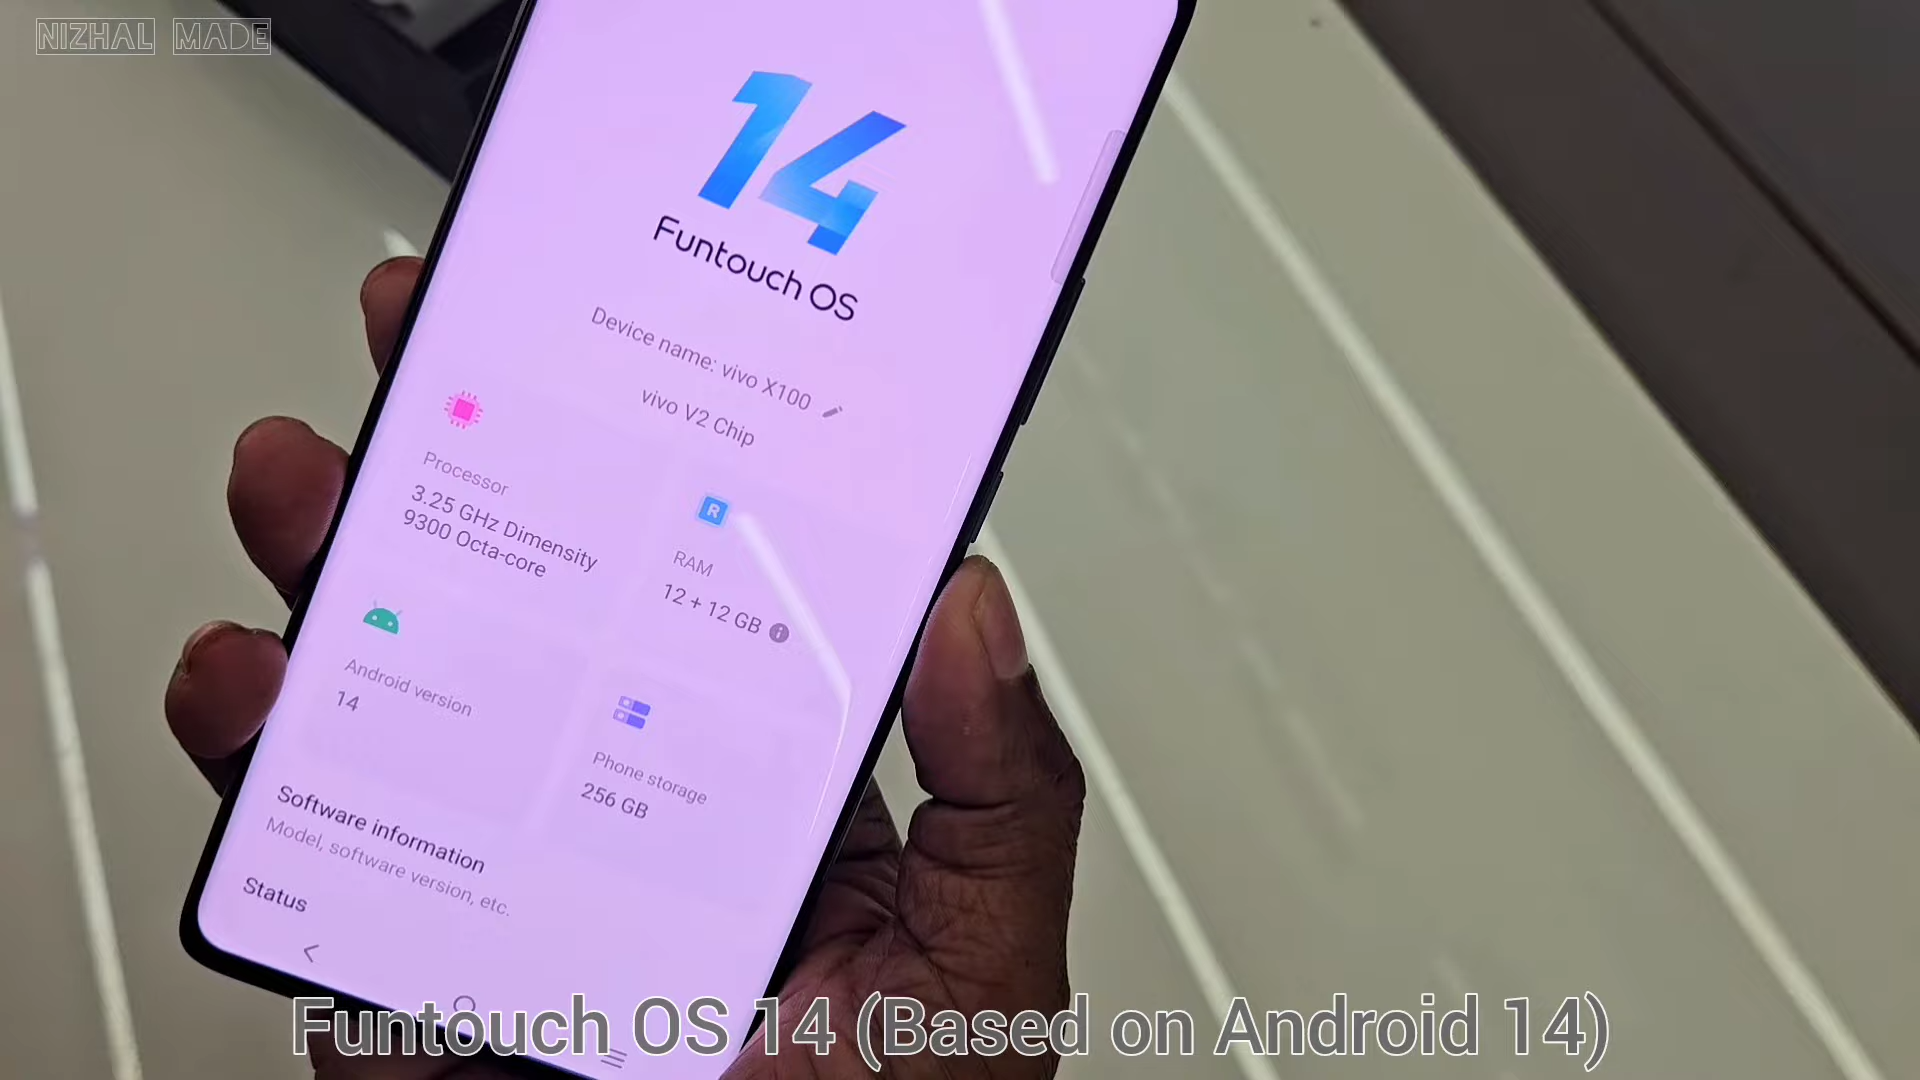 NIZHAL MADE
14
Funtouch OS
Device name: vivo X100
vivo V2 Chip
Processor
3.25 GHz Dimensity
9300 Octa-core
R
RAM
12 + 12 GB
Android version
14
Phone storage
256 GB
Software information
Model, software version, etc.
Status
Funtouch OS 14 (Based on Android 14)